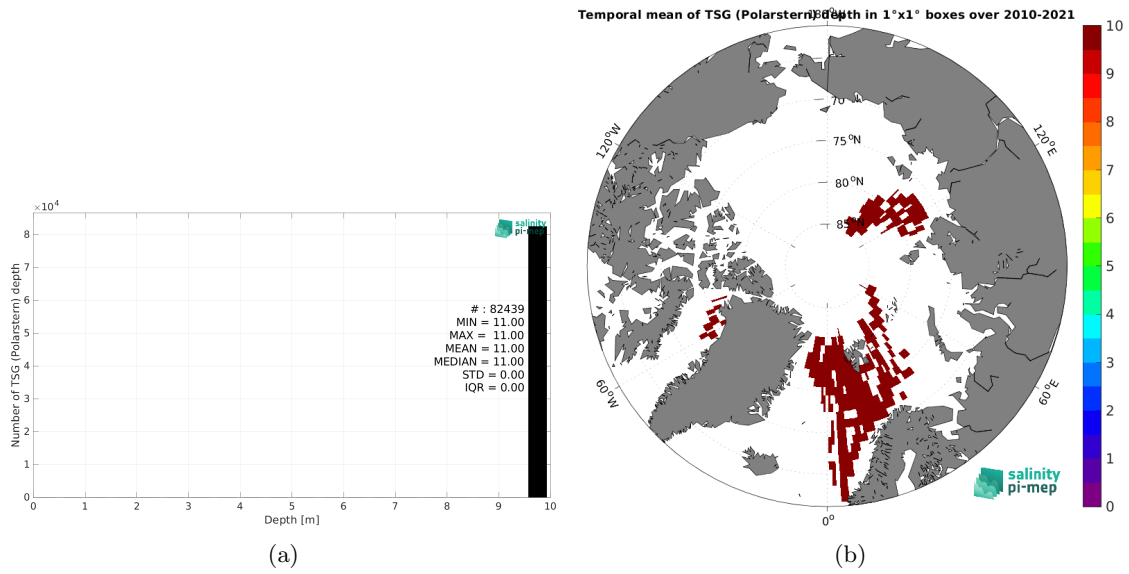 ×10⁴
8
7
6
5
4
3
2
1
0
Number of TSG (Polarstern) depth
salinity
pi-mep
# : 82439
MIN = 11.00
MAX = 11.00
MEAN = 11.00
MEDIAN = 11.00
STD = 0.00
IQR = 0.00
0 1 2 3 4 5 6 7 8 9 10
Depth [m]
(a)
Temporal mean of TSG (Polarstern) depth in 1°x1° boxes over 2010-2021
180°W
120°W
120°E
70°N
75°N
80°N
85°N
60°W
60°E
0°
10
9
8
7
6
5
4
3
2
1
0
salinity
pi-mep
(b)